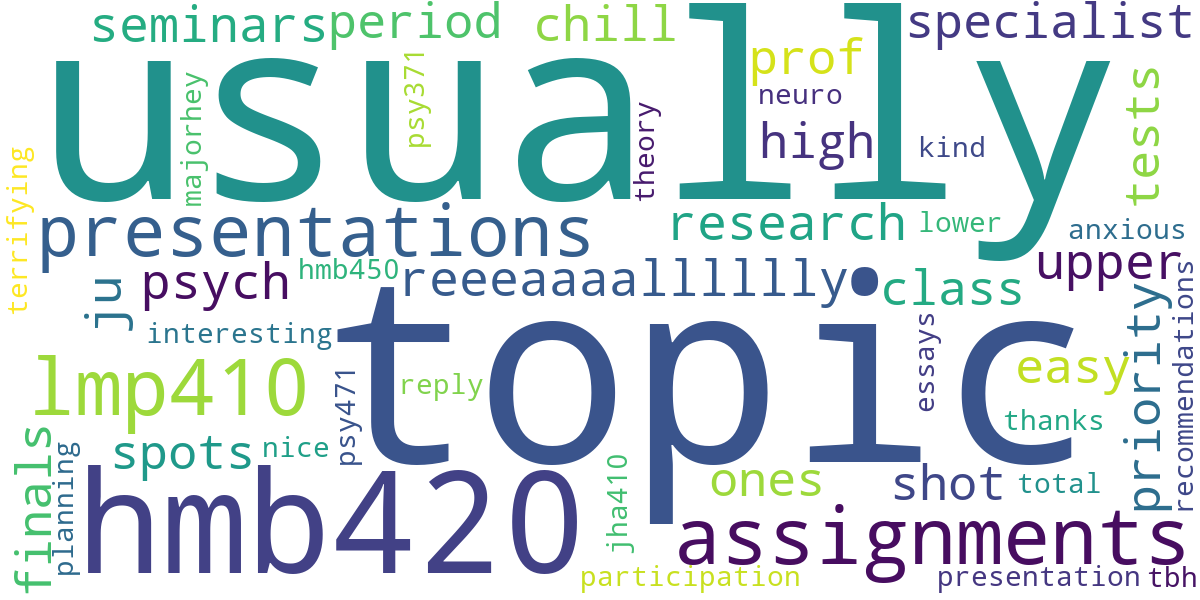 seminars
period
chill
specialist
usually
prof
neuro
high
kind
tests
majorhey
psy371
theory
terrifying
presentations
research
lower
anxious
psych
hmb450
reeeaaaalllllly•
class
upper
ju
interesting
topic
priority
recommendations
essays
lmp410
reply
easy
psy471
thanks
spots
nice
finals
planning
hmb420
jha410
ones
shot
total
assignments
participation
presentation
tbh